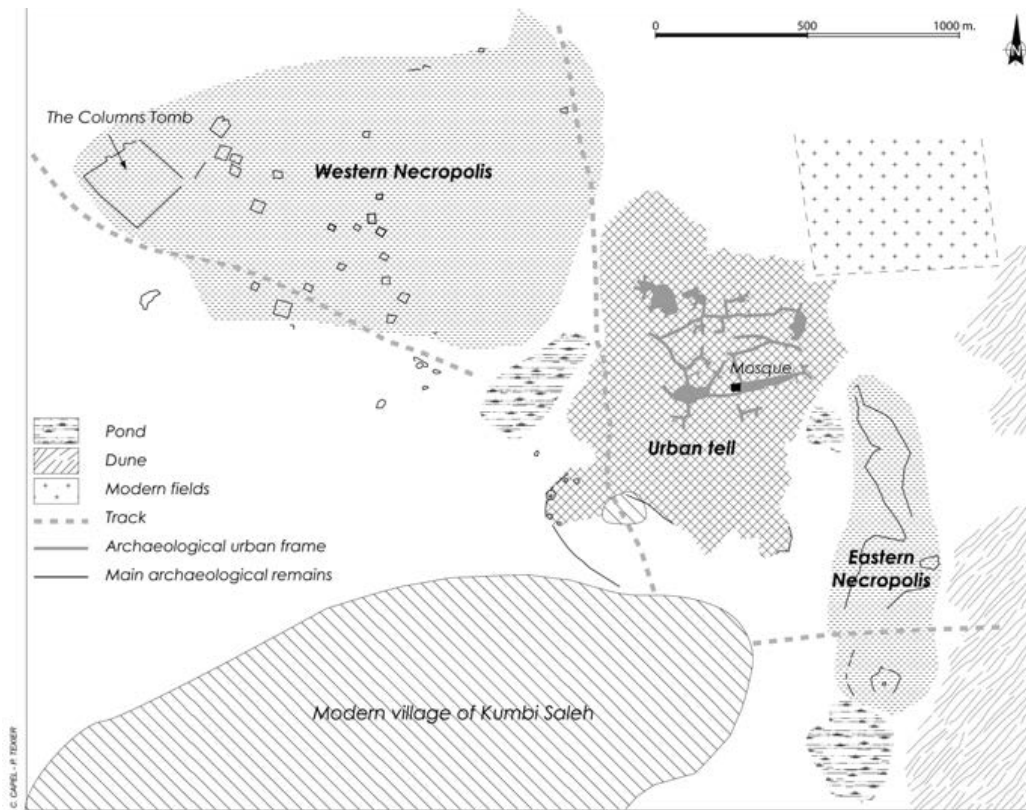 0 500 1000 m.
N
The Columns Tomb
Western Necropolis
Mosque
Urban tell
Pond
Dune
Modern fields
Track
Archaeological urban frame
Main archaeological remains
Eastern
Necropolis
Modern village of Kumbi Saleh
C. CAPEL - P. TEXIER